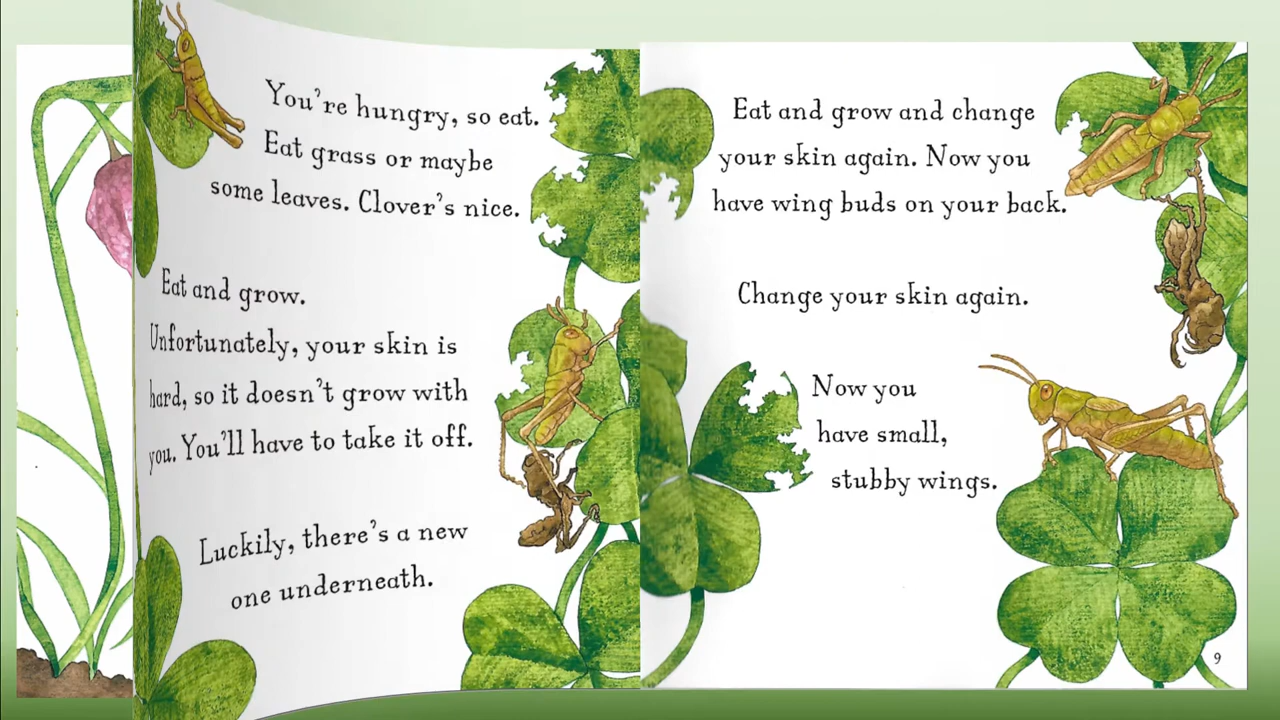 You're hungry, so eat.
Eat grass or maybe
some leaves. Clover's nice.
Eat and grow.
Unfortunately, your skin is
hard, so it doesn't grow with
you. You'll have to take it off.
Luckily, there's a new
one underneath.
Eat and grow and change
your skin again. Now you
have wing buds on your back.
Change your skin again.
Now you
have small,
stubby wings.
9